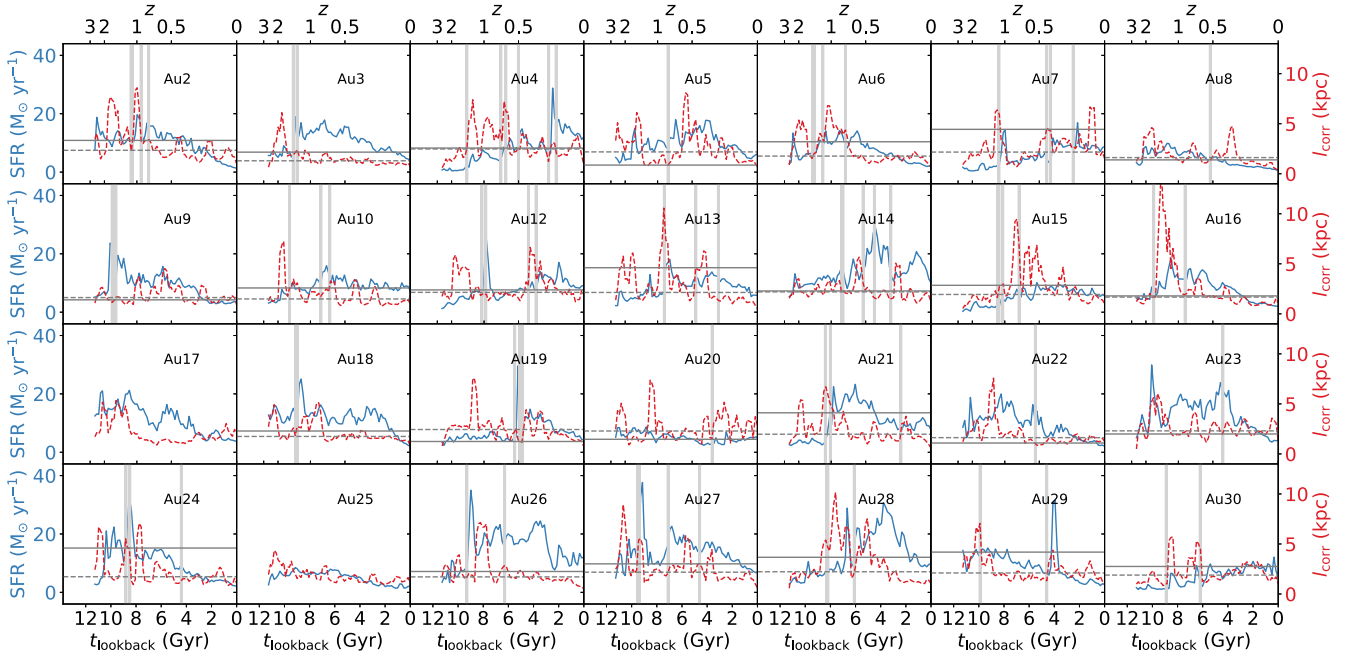 z z z z z z z
3 2 1 0.5 3 2 1 0.5 3 2 1 0.5 3 2 1 0.5 3 2 1 0.5 3 2 1 0.5 3 2 1 0.5 0
SFR (M⊙ yr⁻¹) 40 20 0 Au2 Au3 Au4 Au5 Au6 Au7 Au8 10 5 0 lcorr (kpc)
SFR (M⊙ yr⁻¹) 40 20 0 Au9 Au10 Au12 Au13 Au14 Au15 Au16 10 5 0 lcorr (kpc)
SFR (M⊙ yr⁻¹) 40 20 0 Au17 Au18 Au19 Au20 Au21 Au22 Au23 10 5 0 lcorr (kpc)
SFR (M⊙ yr⁻¹) 40 20 0 Au24 Au25 Au26 Au27 Au28 Au29 Au30 10 5 0 lcorr (kpc)
12 10 8 6 4 2 0 12 10 8 6 4 2 0 12 10 8 6 4 2 0 12 10 8 6 4 2 0 12 10 8 6 4 2 0 12 10 8 6 4 2 0 12 10 8 6 4 2 0
tlookback (Gyr) tlookback (Gyr) tlookback (Gyr) tlookback (Gyr) tlookback (Gyr) tlookback (Gyr) tlookback (Gyr)